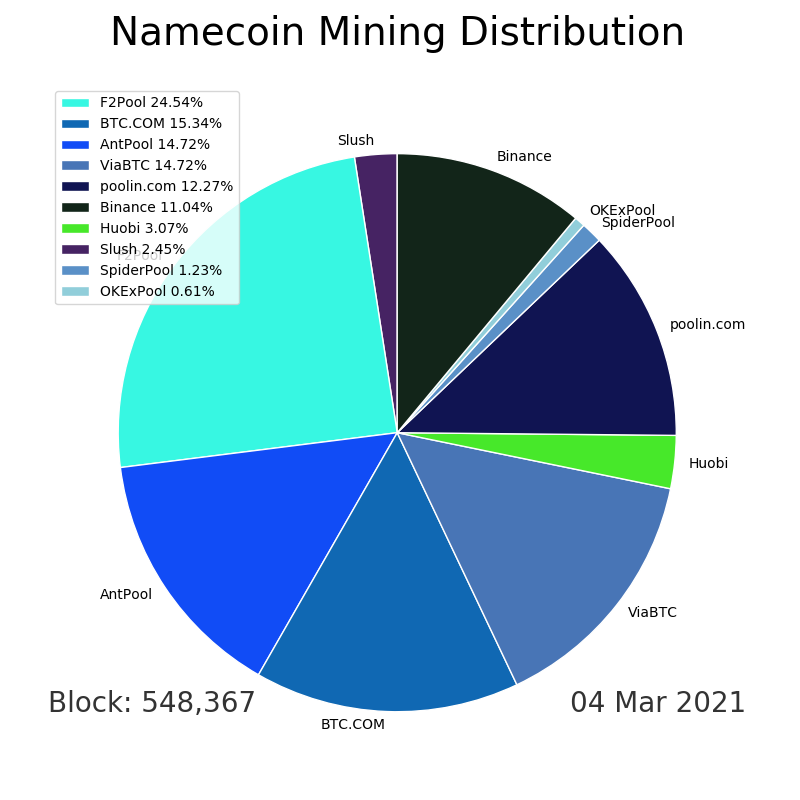 Namecoin Mining Distribution
F2Pool 24.54%
BTC.COM 15.34%
AntPool 14.72%
ViaBTC 14.72%
poolin.com 12.27%
Binance 11.04%
Huobi 3.07%
Slush 2.45%
SpiderPool 1.23%
OKExPool 0.61%
Slush
Binance
OKExPool
SpiderPool
F2Pool
poolin.com
Huobi
AntPool
ViaBTC
BTC.COM
Block: 548,367
04 Mar 2021